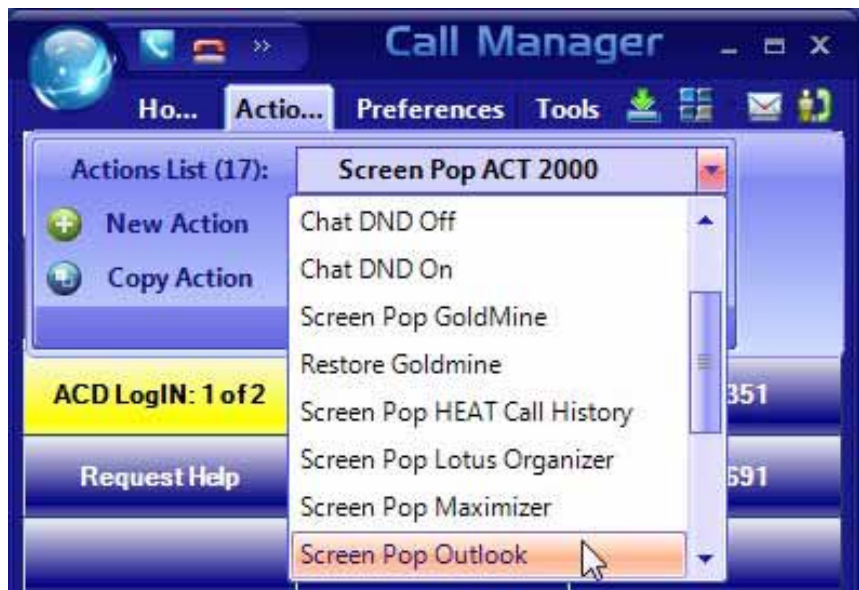 Call Manager
Ho... Actio... Preferences Tools
Actions List (17): Screen Pop ACT 2000
New Action
Copy Action
Chat DND Off
Chat DND On
Screen Pop GoldMine
Restore Goldmine
Screen Pop HEAT Call History
Screen Pop Lotus Organizer
Screen Pop Maximizer
Screen Pop Outlook
ACD LogIN: 1 of 2
351
Request Help
691